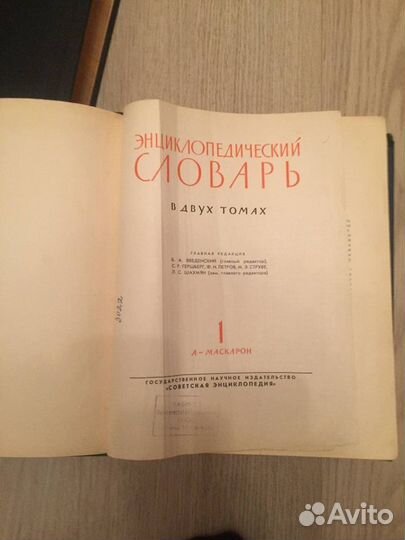 ЭНЦИКЛОПЕДИЧЕСКИЙ
СЛОВАРЬ
В ДВУХ ТОМАХ
ГЛАВНАЯ РЕДАКЦИЯ
Б. А. ВВЕДЕНСКИЙ (главный редактор),
С. Р. ГЕРШБЕРГ, Ф. Н. ПЕТРОВ, М. Э. СТРУВЕ,
Л. С. ШАУМЯН (зам. главного редактора)
1
А—МАСКАРОН
ГОСУДАРСТВЕННОЕ НАУЧНОЕ ИЗДАТЕЛЬСТВО
«СОВЕТСКАЯ ЭНЦИКЛОПЕДИЯ»
Avito